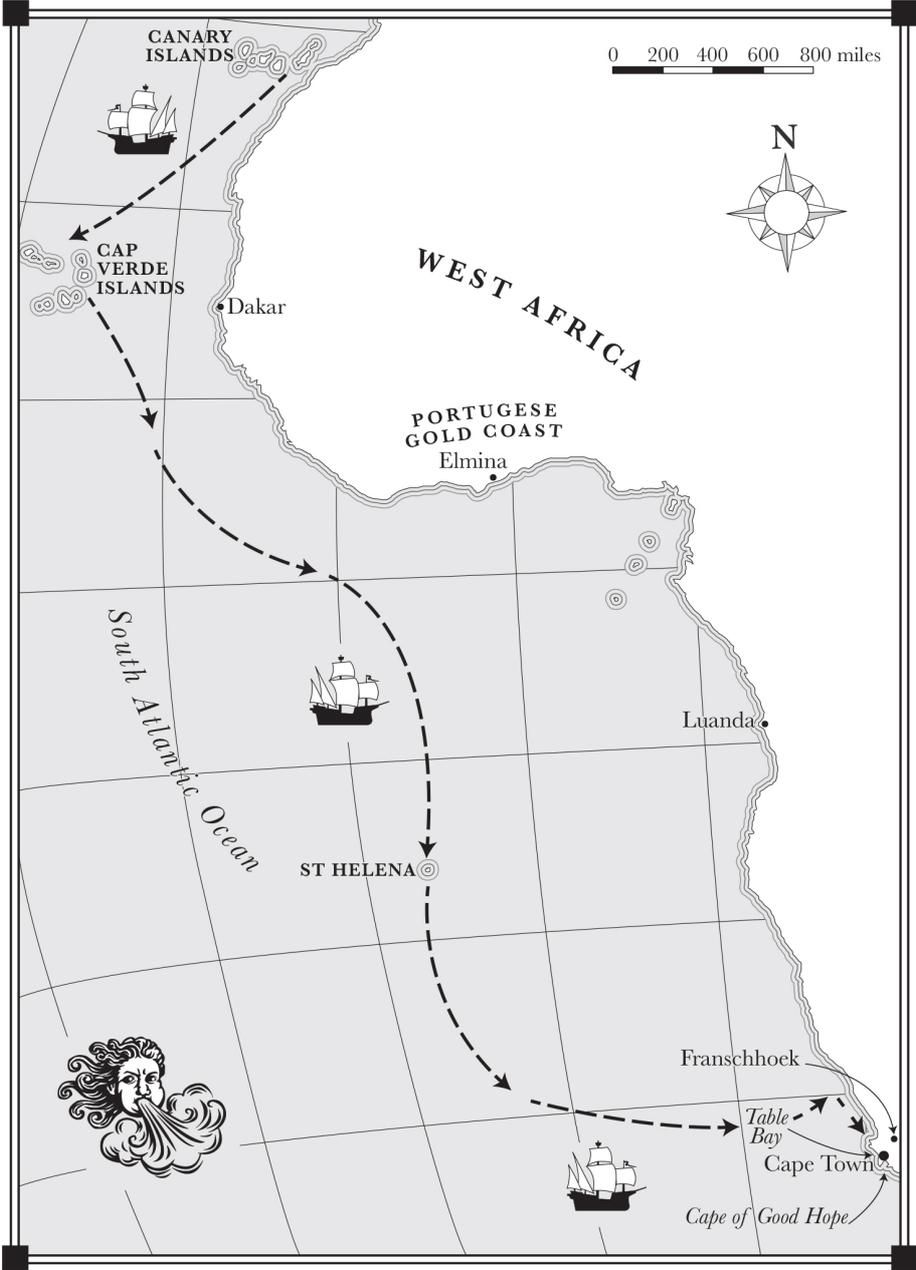 CANARY
ISLANDS
0 200 400 600 800 miles
N
CAP
VERDE
ISLANDS
WEST AFRICA
Dakar
PORTUGESE
GOLD COAST
Elmina
South Atlantic Ocean
Luanda
ST HELENA
Franschhoek
Table
Bay
Cape Town
Cape of Good Hope